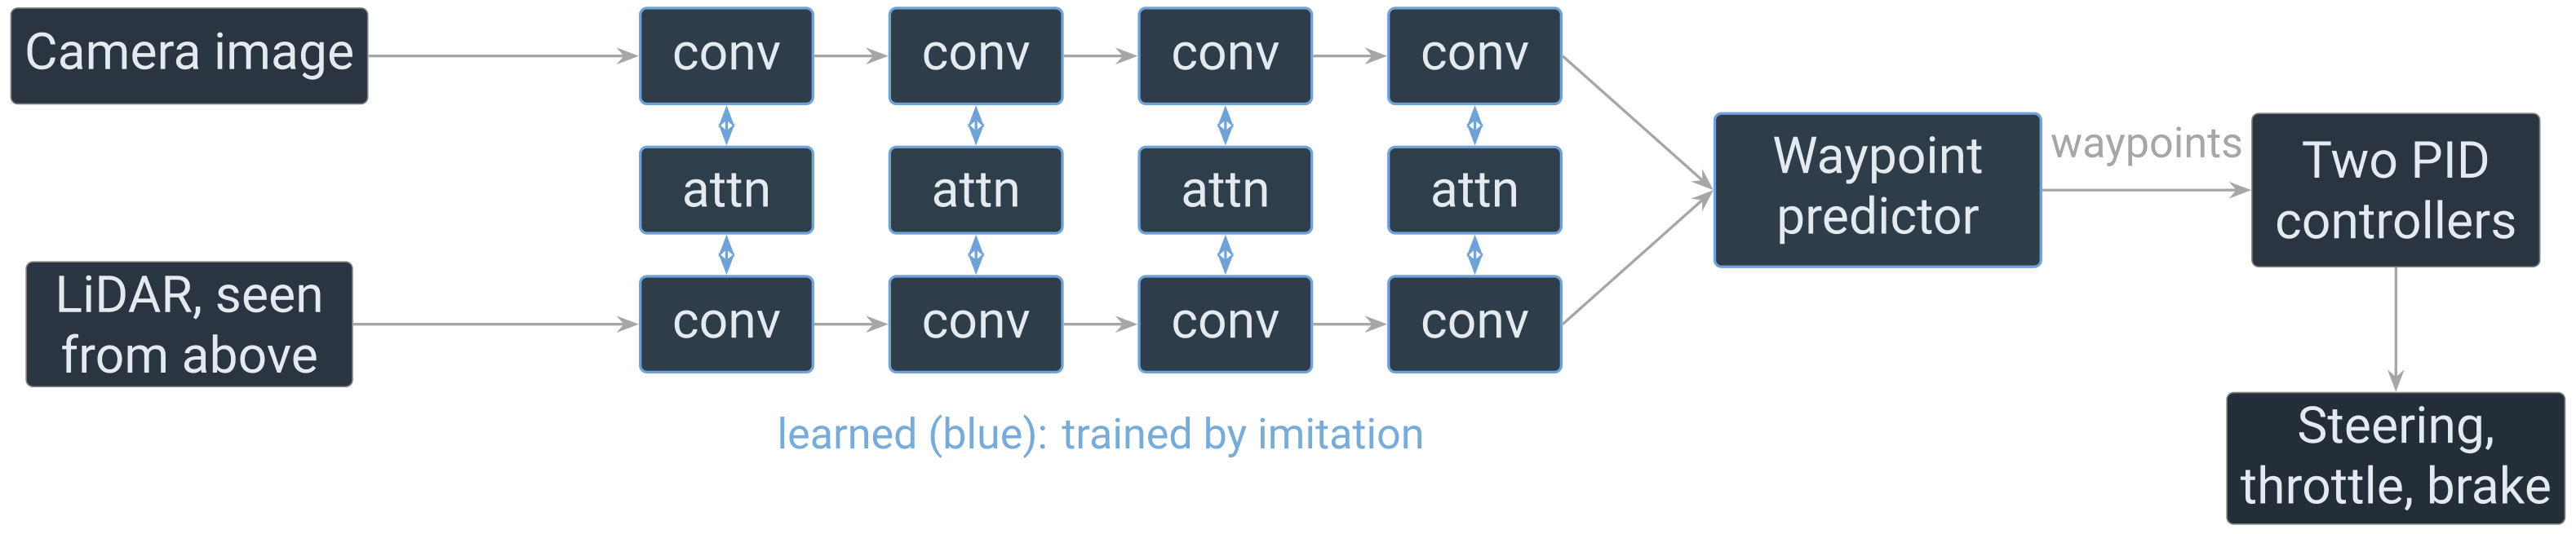 Camera image
conv
conv
conv
conv
attn
attn
attn
attn
LiDAR, seen
from above
conv
conv
conv
conv
Waypoint
predictor
waypoints
Two PID
controllers
Steering,
throttle, brake
learned (blue): trained by imitation